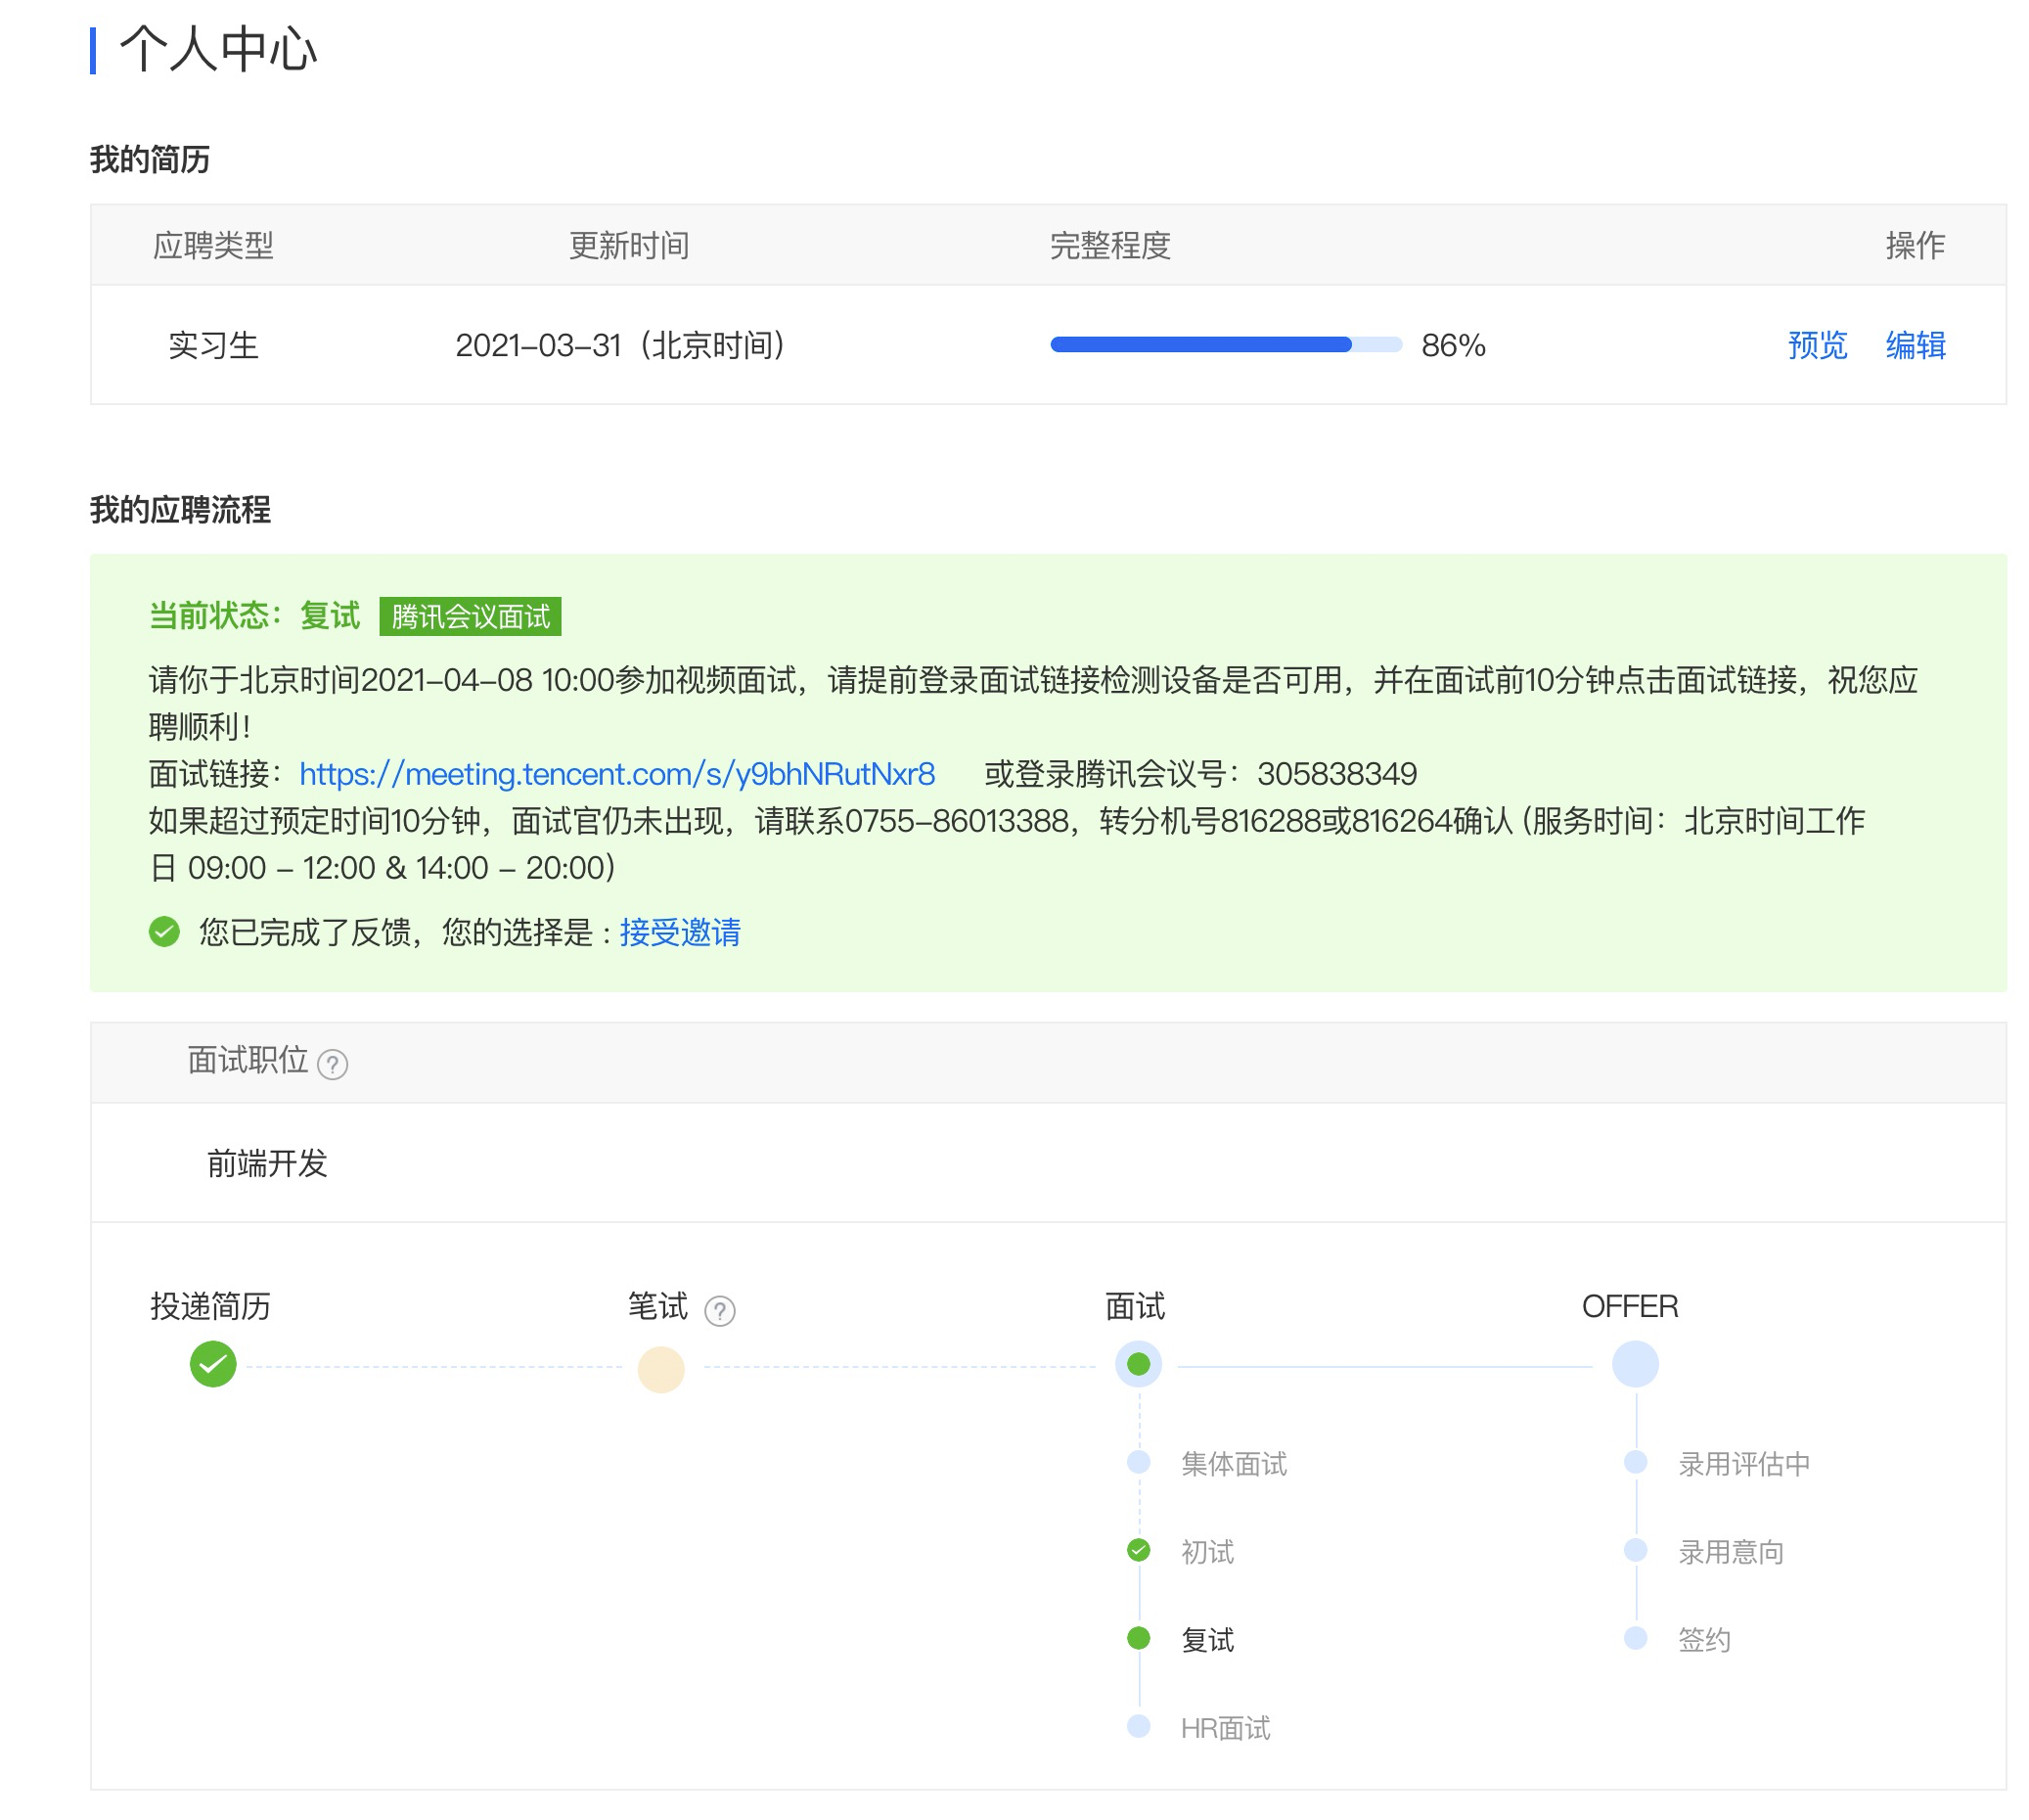 个人中心
我的简历
应聘类型 更新时间 完整程度 操作
实习生 2021-03-31（北京时间） 86% 预览 编辑
我的应聘流程
当前状态：复试 腾讯会议面试
请你于北京时间2021-04-08 10:00参加视频面试，请提前登录面试链接检测设备是否可用，并在面试前10分钟点击面试链接，祝您应
聘顺利！
面试链接：https://meeting.tencent.com/s/y9bhNRutNxr8 或登录腾讯会议号：305838349
如果超过预定时间10分钟，面试官仍未出现，请联系0755-86013388，转分机号816288或816264确认 (服务时间：北京时间工作
日 09:00 - 12:00 & 14:00 - 20:00)
您已完成了反馈，您的选择是 : 接受邀请
面试职位 ?
前端开发
投递简历 笔试 ? 面试 OFFER
集体面试 录用评估中
初试 录用意向
复试 签约
HR面试